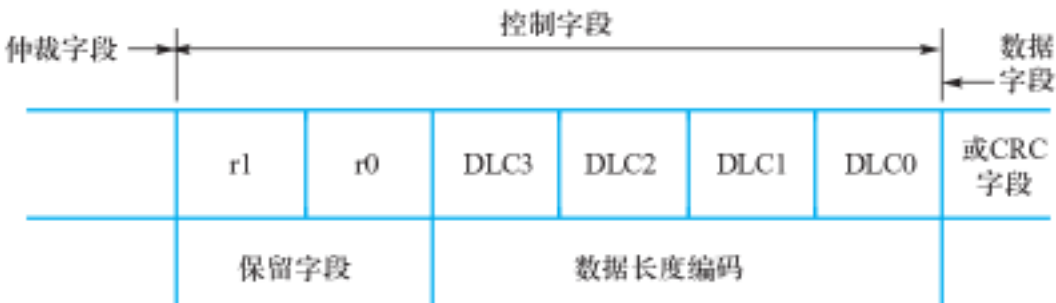 控制字段
仲裁字段
数据
字段
r1
r0
DLC3
DLC2
DLC1
DLC0
或CRC
字段
保留字段
数据长度编码